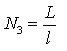 N₃ = L / l